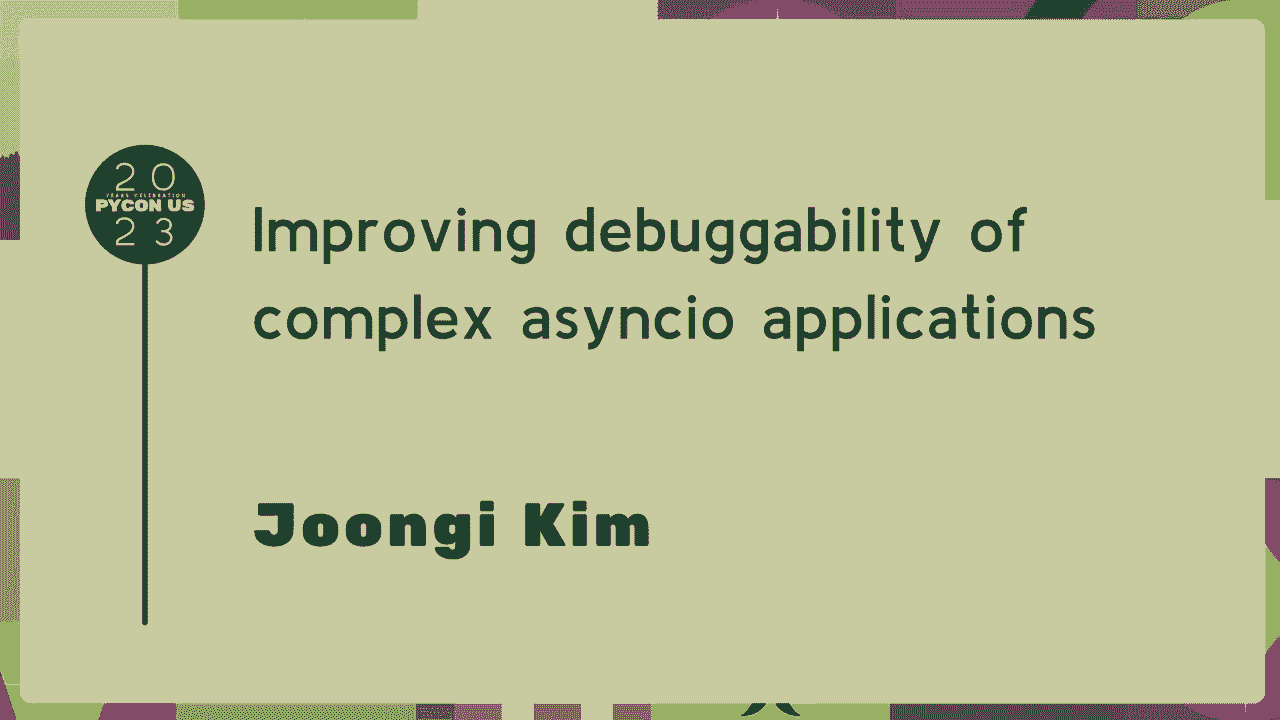 20
YEARS CELEBRATION
PYCON US
23
Improving debuggability of
complex asyncio applications
Joongi Kim